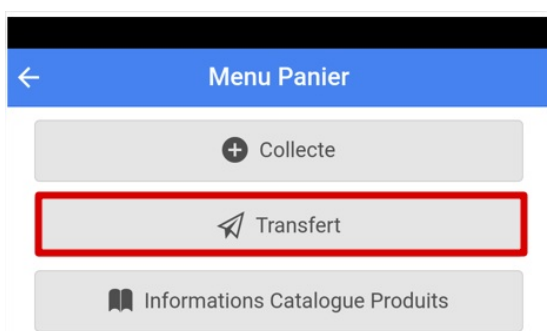 Menu Panier
Collecte
Transfert
Informations Catalogue Produits